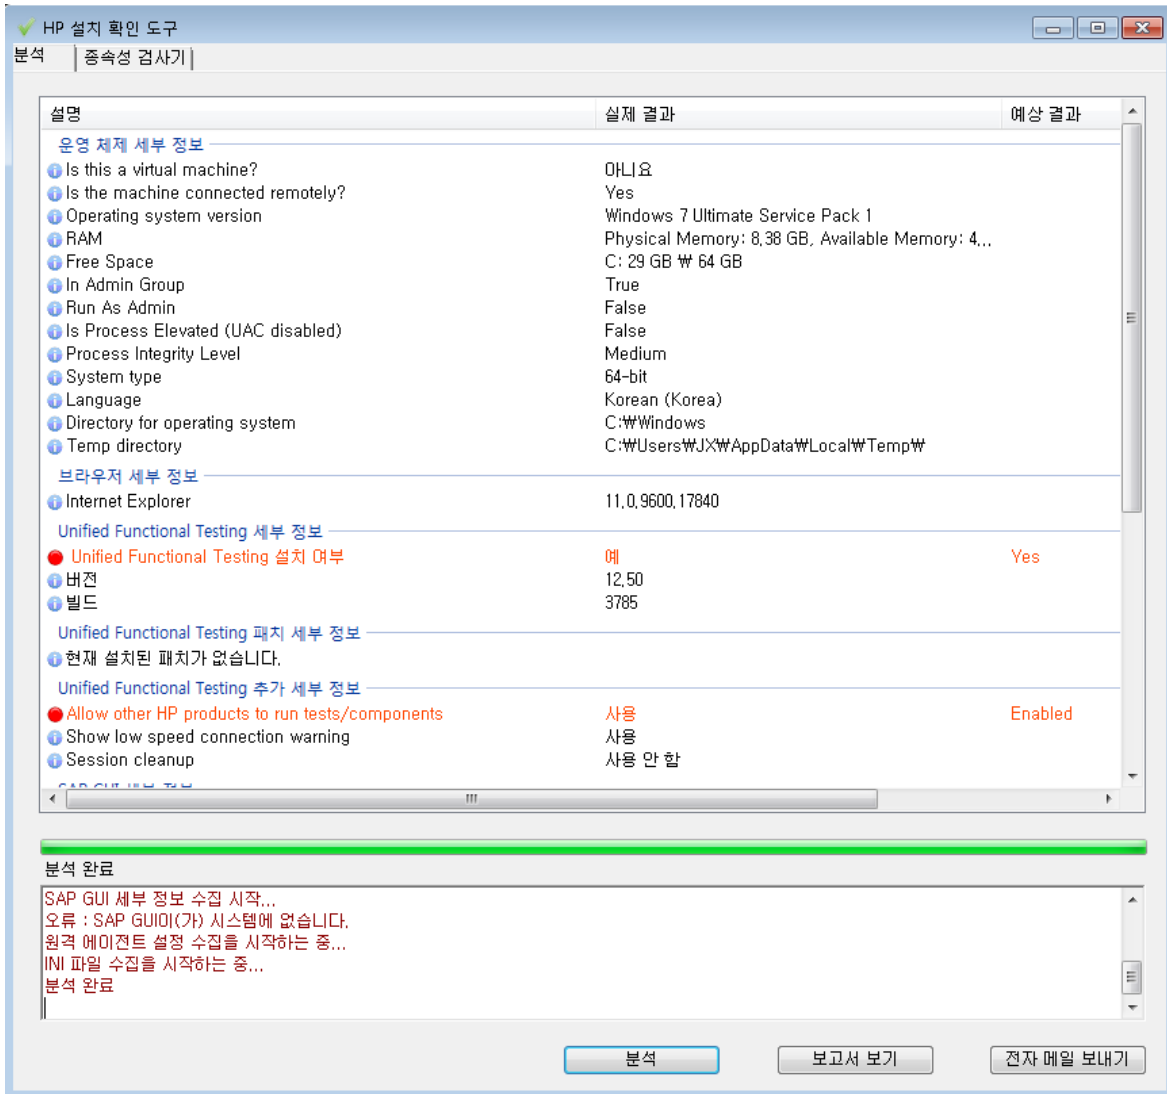 HP 설치 확인 도구
분석 종속성 검사기
설명 실제 결과 예상 결과
운영 체제 세부 정보
Is this a virtual machine? 아니요
Is the machine connected remotely? Yes
Operating system version Windows 7 Ultimate Service Pack 1
RAM Physical Memory: 8,38 GB, Available Memory: 4,,,
Free Space C: 29 GB ₩ 64 GB
In Admin Group True
Run As Admin False
Is Process Elevated (UAC disabled) False
Process Integrity Level Medium
System type 64-bit
Language Korean (Korea)
Directory for operating system C:₩Windows
Temp directory C:₩Users₩JX₩AppData₩Local₩Temp₩
브라우저 세부 정보
Internet Explorer 11,0,9600,17840
Unified Functional Testing 세부 정보
Unified Functional Testing 설치 여부 예 Yes
버전 12,50
빌드 3785
Unified Functional Testing 패치 세부 정보
현재 설치된 패치가 없습니다.
Unified Functional Testing 추가 세부 정보
Allow other HP products to run tests/components 사용 Enabled
Show low speed connection warning 사용
Session cleanup 사용 안 함
SAP GUI 세부 정보
분석 완료
SAP GUI 세부 정보 수집 시작,,,
오류 : SAP GUI이(가) 시스템에 없습니다.
원격 에이전트 설정 수집을 시작하는 중,,,
INI 파일 수집을 시작하는 중,,,
분석 완료
분석 보고서 보기 전자 메일 보내기